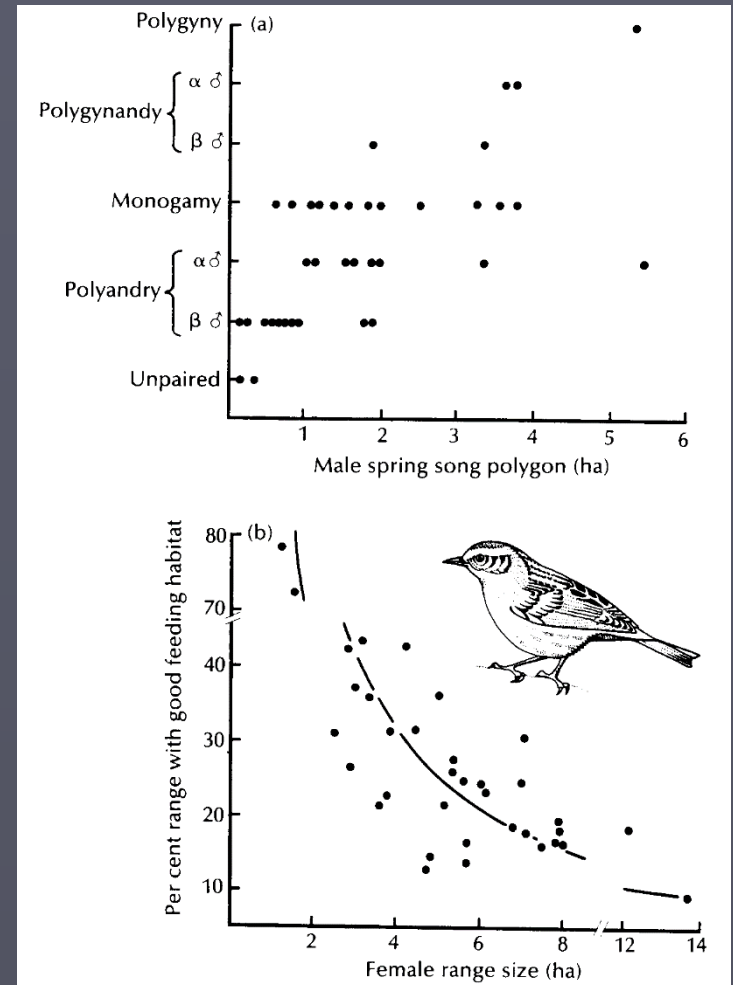 Polygyny (a)
α ♂
Polygynandy
β ♂
Monogamy
α ♂
Polyandry
β ♂
Unpaired
1 2 3 4 5 6
Male spring song polygon (ha)
(b)
Per cent range with good feeding habitat
80
70
40
30
20
10
2 4 6 8 12 14
Female range size (ha)